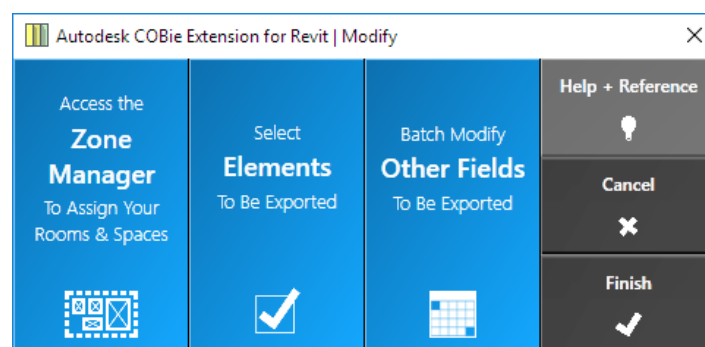 Autodesk COBie Extension for Revit | Modify
Access the
Zone
Manager
To Assign Your
Rooms & Spaces
Select
Elements
To Be Exported
Batch Modify
Other Fields
To Be Exported
Help + Reference
Cancel
Finish